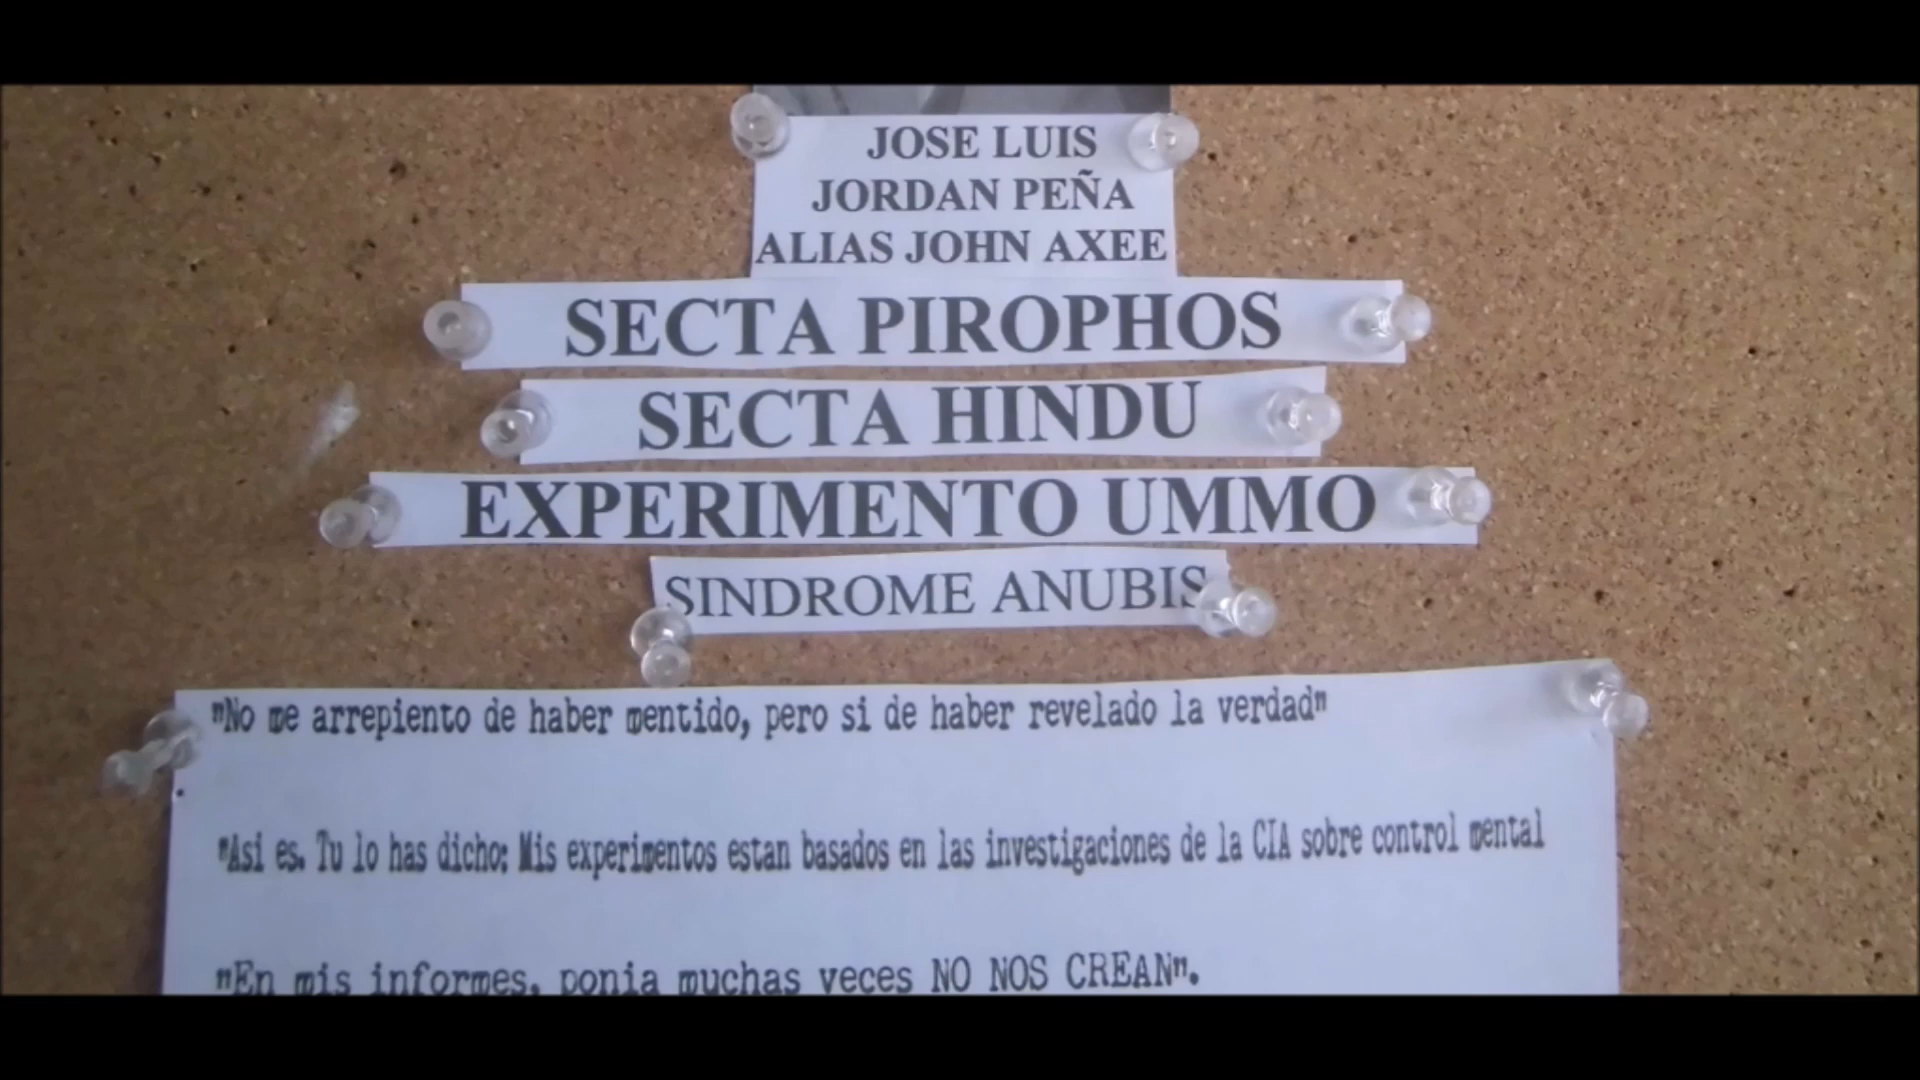 JOSE LUIS
JORDAN PEÑA
ALIAS JOHN AXEE
SECTA PIROPHOS
SECTA HINDU
EXPERIMENTO UMMO
SINDROME ANUBIS
"No me arrepiento de haber mentido, pero si de haber revelado la verdad"
"Asi es. Tu lo has dicho: Mis experimentos estan basados en las investigaciones de la CIA sobre control mental
"En mis informes, ponia muchas veces NO NOS CREAN".